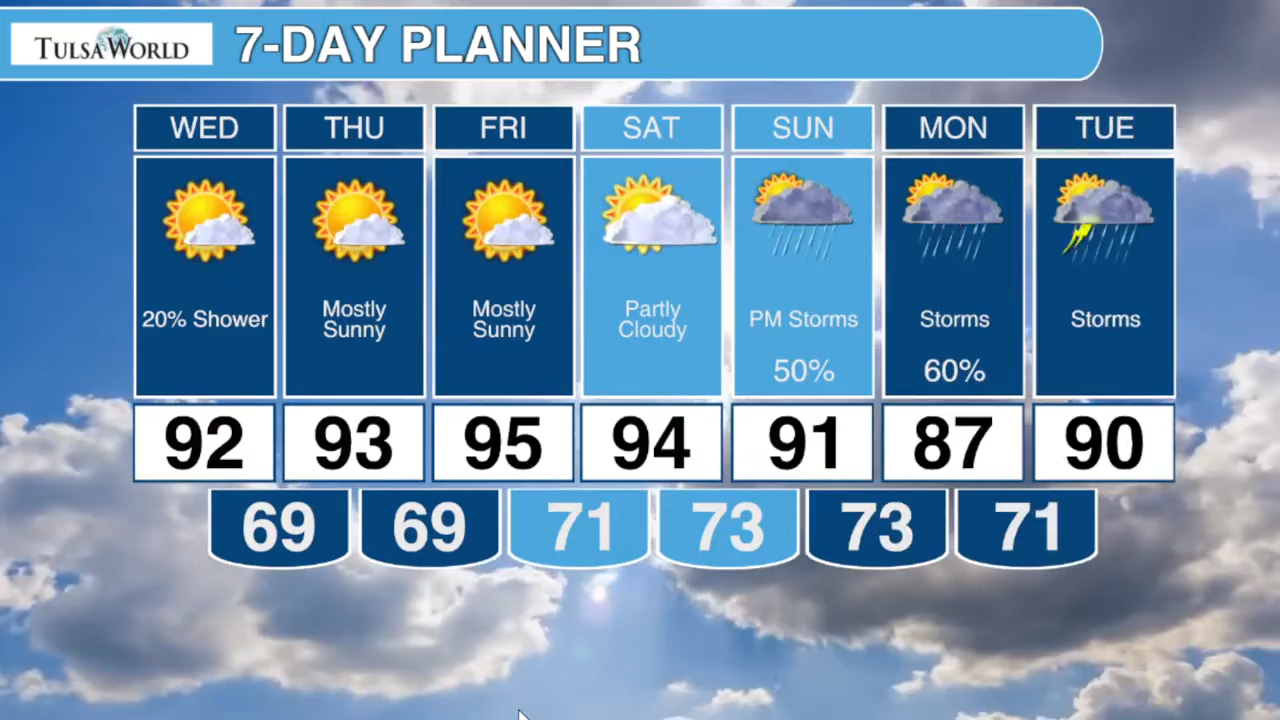 TULSA WORLD 7-DAY PLANNER
WED THU FRI SAT SUN MON TUE
20% Shower
Mostly
Sunny
Mostly
Sunny
Partly
Cloudy
PM Storms
50%
Storms
60%
Storms
92 93 95 94 91 87 90
69 69 71 73 73 71